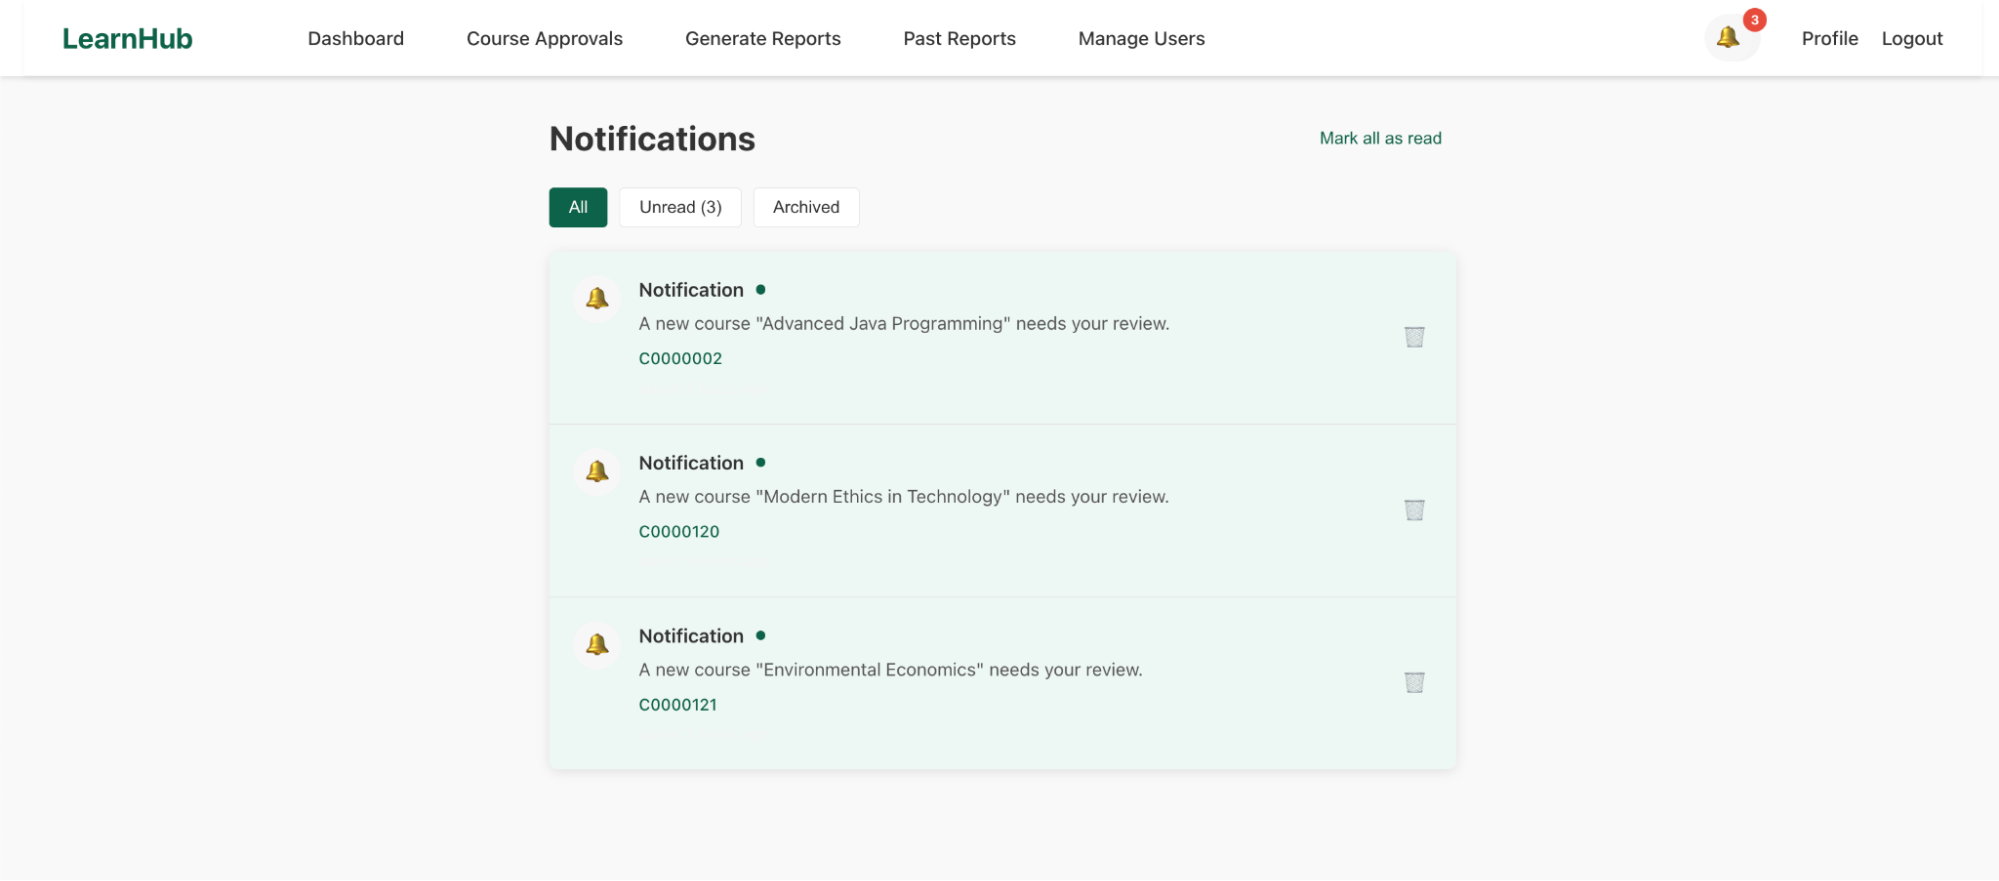 LearnHub
Dashboard
Course Approvals
Generate Reports
Past Reports
Manage Users
3
Profile
Logout
Notifications
Mark all as read
All
Unread (3)
Archived
Notification
A new course "Advanced Java Programming" needs your review.
C0000002
Notification
A new course "Modern Ethics in Technology" needs your review.
C0000120
Notification
A new course "Environmental Economics" needs your review.
C0000121